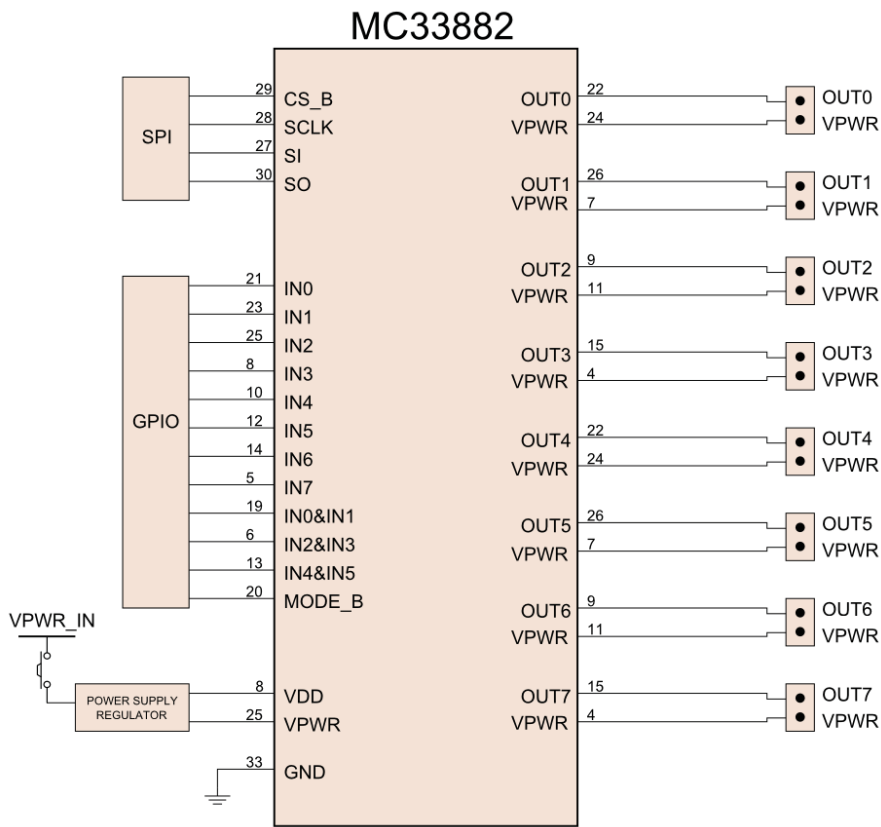 MC33882
SPI
29 CS_B
28 SCLK
27 SI
30 SO
GPIO
21 IN0
23 IN1
25 IN2
8 IN3
10 IN4
12 IN5
14 IN6
5 IN7
19 IN0&IN1
6 IN2&IN3
13 IN4&IN5
20 MODE_B
VPWR_IN
POWER SUPPLY
REGULATOR
8 VDD
25 VPWR
33 GND
OUT0 22 OUT0
VPWR 24 VPWR
OUT1 26 OUT1
VPWR 7 VPWR
OUT2 9 OUT2
VPWR 11 VPWR
OUT3 15 OUT3
VPWR 4 VPWR
OUT4 22 OUT4
VPWR 24 VPWR
OUT5 26 OUT5
VPWR 7 VPWR
OUT6 9 OUT6
VPWR 11 VPWR
OUT7 15 OUT7
VPWR 4 VPWR